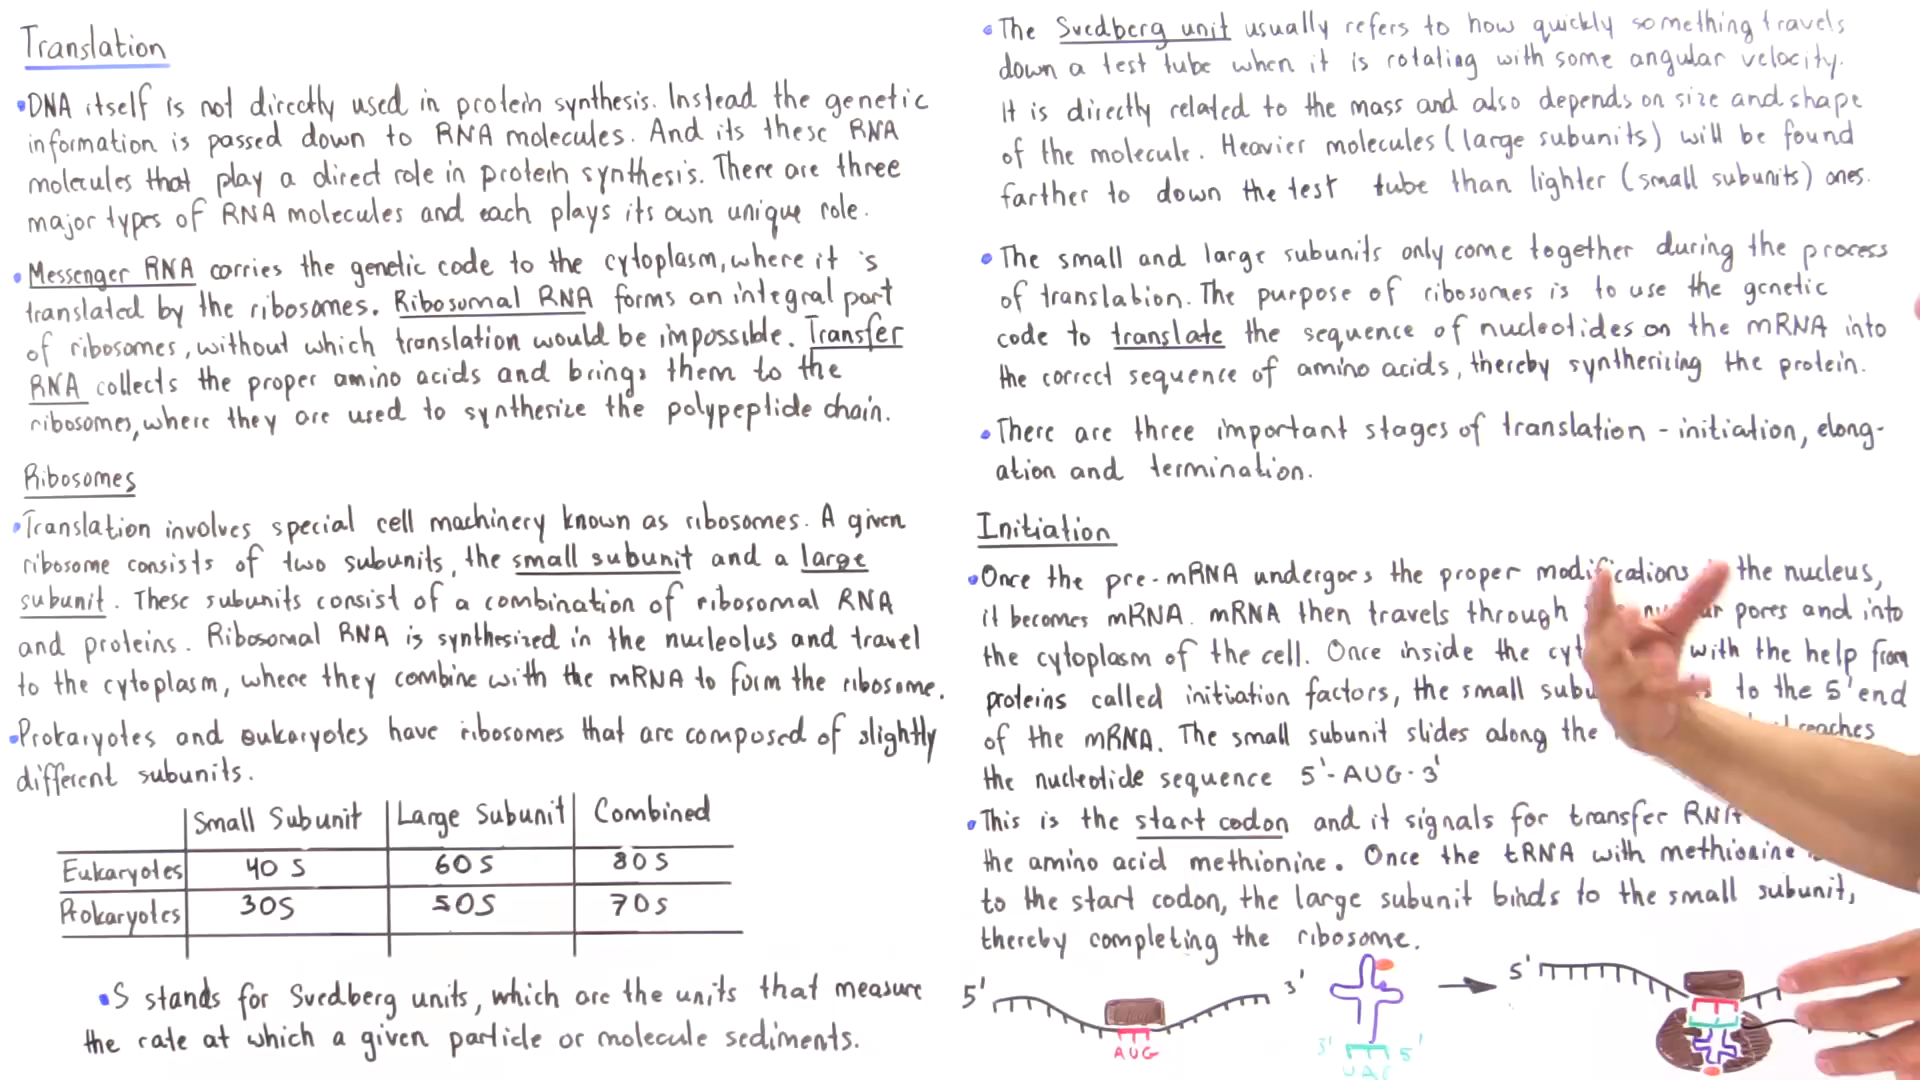 Translation
•DNA itself is not directly used in protein synthesis. Instead the genetic
information is passed down to RNA molecules. And its these RNA
molecules that play a direct role in protein synthesis. There are three
major types of RNA molecules and each plays its own unique role.
•Messenger RNA carries the genetic code to the cytoplasm, where it is
translated by the ribosomes. Ribosomal RNA forms an integral part
of ribosomes, without which translation would be impossible. Transfer
RNA collects the proper amino acids and brings them to the
ribosomes, where they are used to synthesize the polypeptide chain.
Ribosomes
•Translation involves special cell machinery known as ribosomes. A given
ribosome consists of two subunits, the small subunit and a large
subunit. These subunits consist of a combination of ribosomal RNA
and proteins. Ribosomal RNA is synthesized in the nucleolus and travel
to the cytoplasm, where they combine with the mRNA to form the ribosome.
•Prokaryotes and eukaryotes have ribosomes that are composed of slightly
different subunits.
Small Subunit Large Subunit Combined
Eukaryotes 40 S 60 S 80 S
Prokaryotes 30S 50S 70S
•S stands for Svedberg units, which are the units that measure
the rate at which a given particle or molecule sediments.
•The Svedberg unit usually refers to how quickly something travels
down a test tube when it is rotating with some angular velocity.
It is directly related to the mass and also depends on size and shape
of the molecule. Heavier molecules (large subunits) will be found
farther to down the test tube than lighter (small subunits) ones.
•The small and large subunits only come together during the process
of translation. The purpose of ribosomes is to use the genetic
code to translate the sequence of nucleotides on the mRNA into
the correct sequence of amino acids, thereby synthesizing the protein.
•There are three important stages of translation - initiation, elong-
ation and termination.
Initiation
•Once the pre-mRNA undergoes the proper modifications the nucleus,
it becomes mRNA. mRNA then travels through pores and into
the cytoplasm of the cell. Once inside the with the help from
proteins called initiation factors, the small to the 5' end
of the mRNA. The small subunit slides along the reaches
the nucleotide sequence 5'-AUG-3'
•This is the start codon and it signals for transfer
the amino acid methionine. Once the tRNA with methionine
to the start codon, the large subunit binds to the small subunit,
thereby completing the ribosome.
5' 3' 5'
AUG
3' UAC 5'